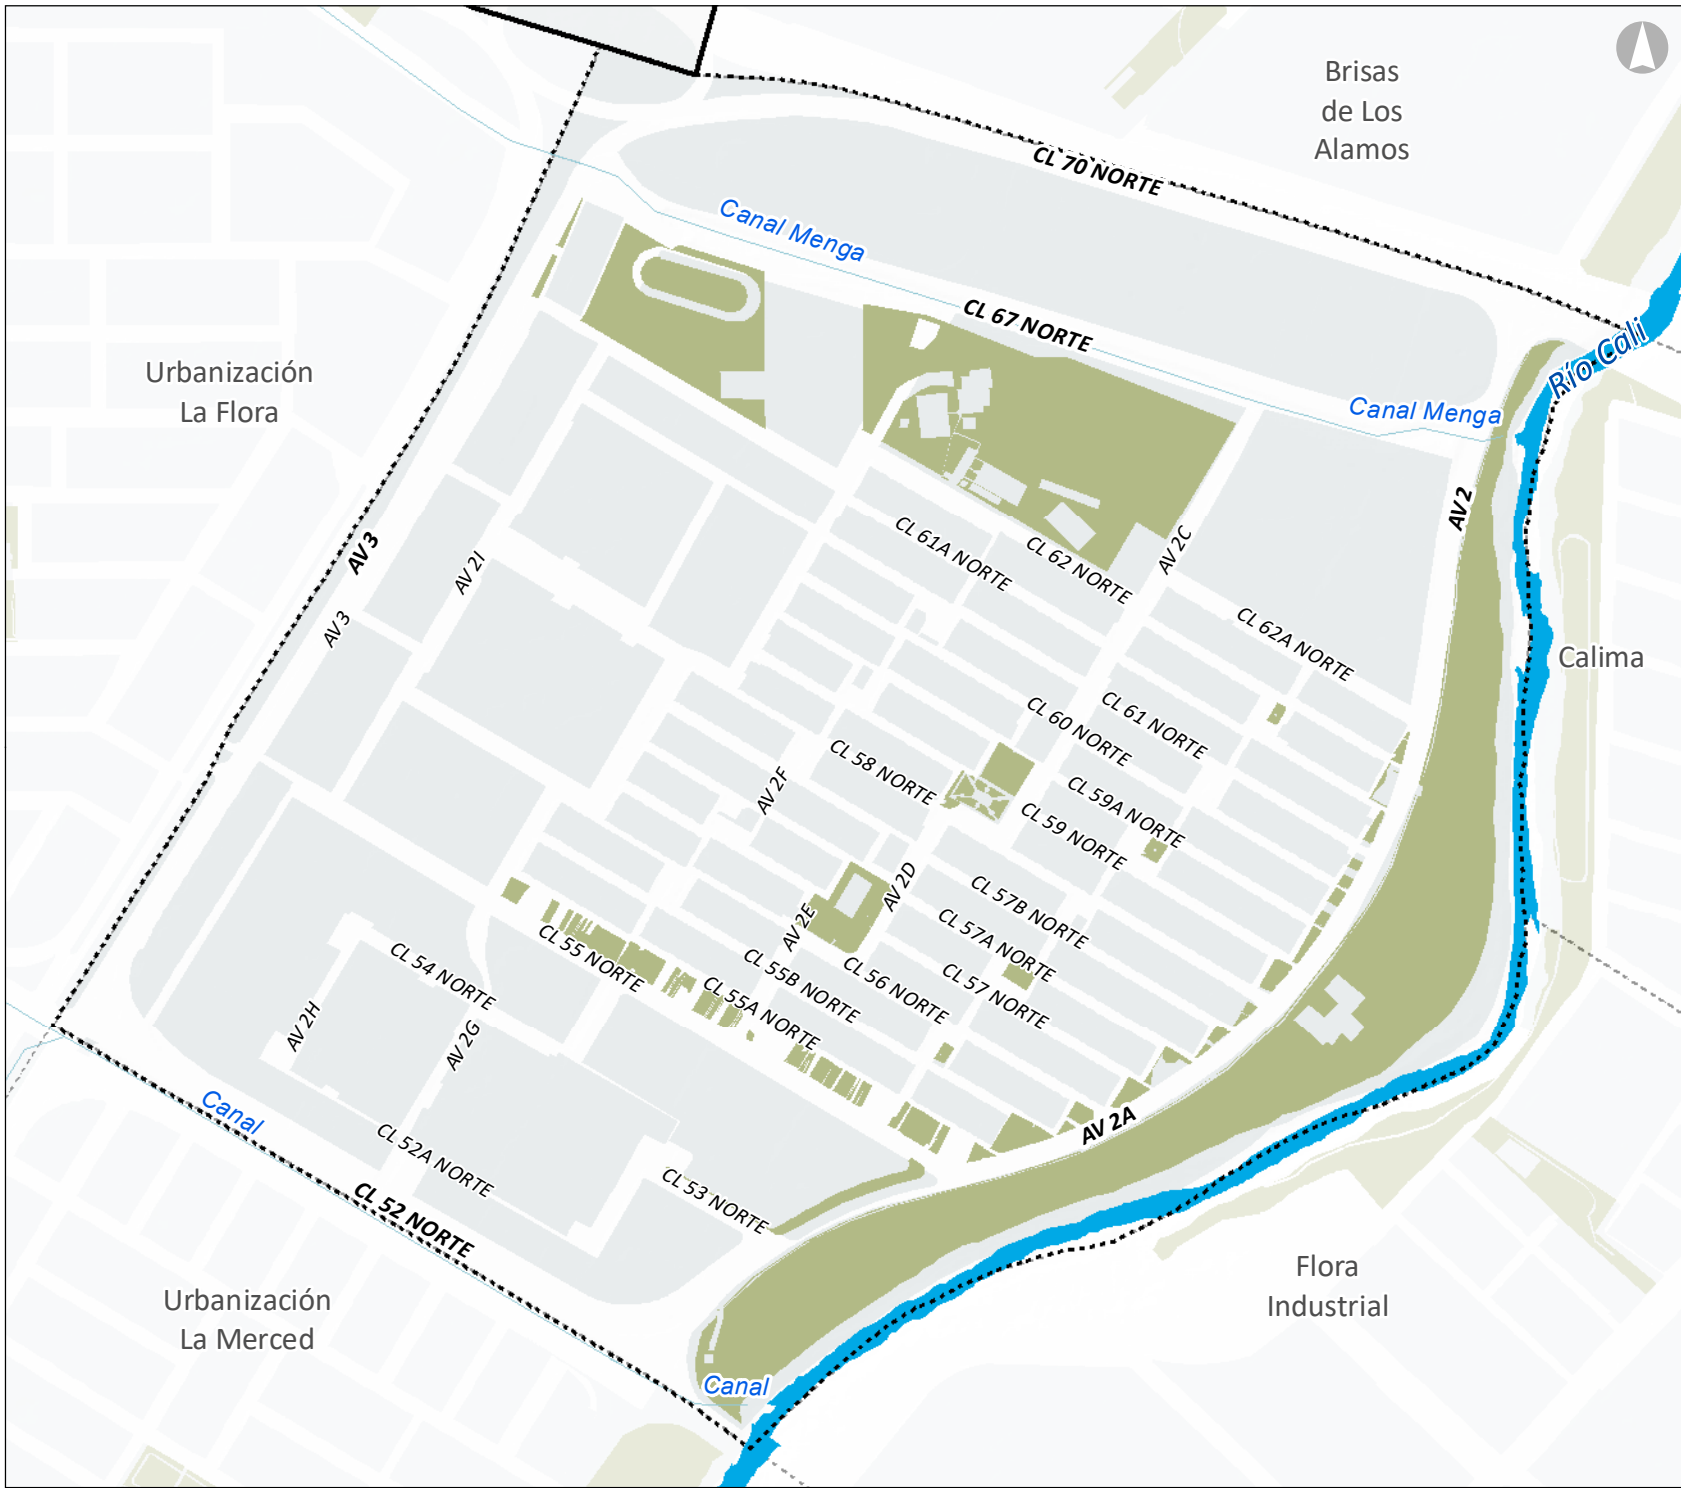 Brisas
de Los
Alamos
CL 70 NORTE
Canal Menga
CL 67 NORTE
Río Cali
Urbanización
La Flora
Canal Menga
AV 2
AV 3
AV 2I
AV 3
CL 61A NORTE
CL 62 NORTE
AV 2C
CL 62A NORTE
Calima
CL 60 NORTE
CL 61 NORTE
CL 58 NORTE
AV 2F
CL 59A NORTE
CL 59 NORTE
AV 2D
CL 57B NORTE
CL 57A NORTE
AV 2E
CL 55 NORTE
CL 54 NORTE
CL 55B NORTE
CL 56 NORTE
CL 57 NORTE
CL 55A NORTE
AV 2H
AV 2G
Canal
CL 52A NORTE
AV 2A
CL 53 NORTE
CL 52 NORTE
Flora
Industrial
Urbanización
La Merced
Canal